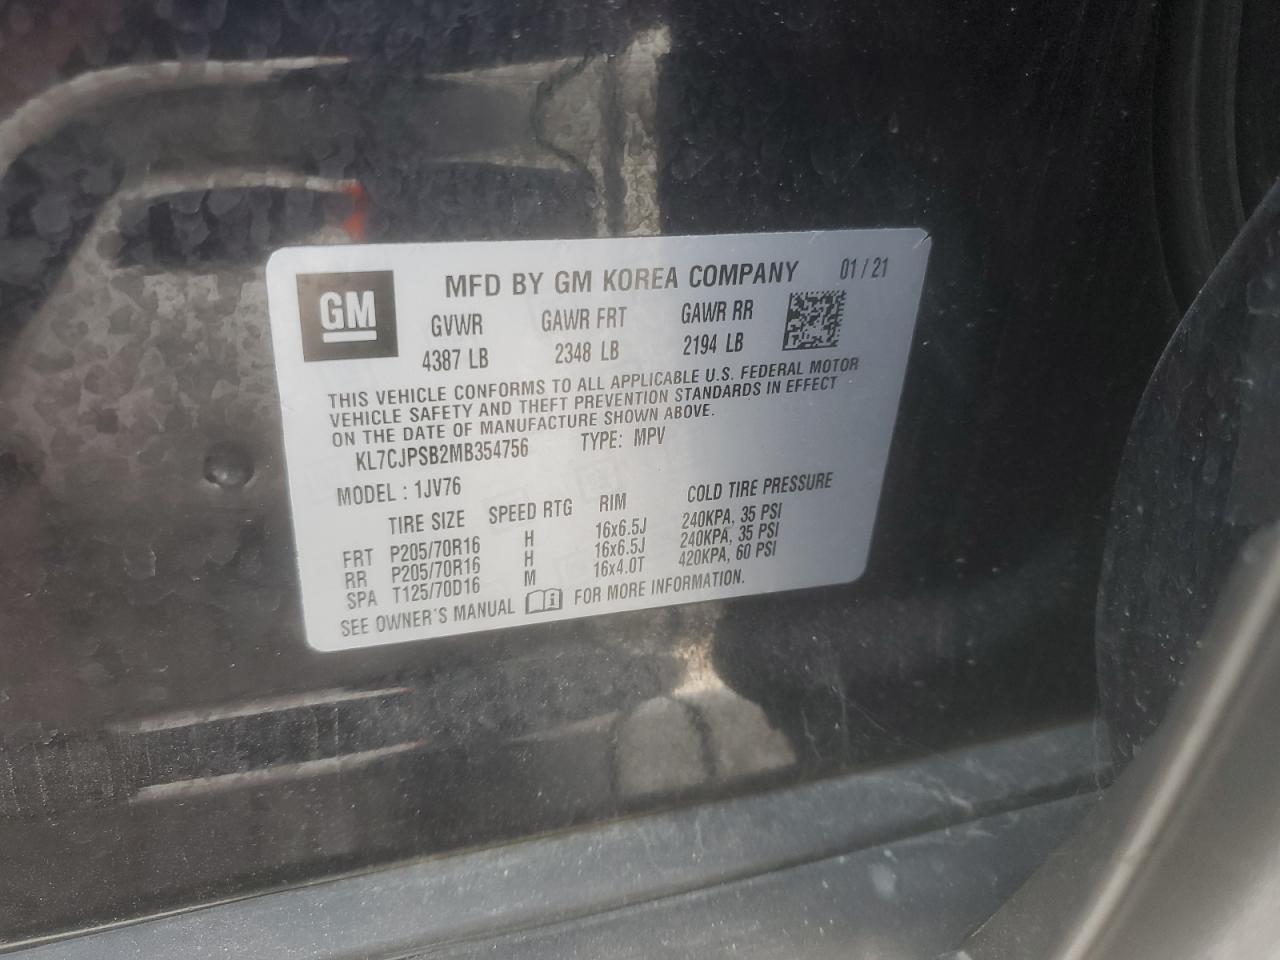 GM
MFD BY GM KOREA COMPANY 01/21
GVWR GAWR FRT GAWR RR
4387 LB 2348 LB 2194 LB
THIS VEHICLE CONFORMS TO ALL APPLICABLE U.S. FEDERAL MOTOR
VEHICLE SAFETY AND THEFT PREVENTION STANDARDS IN EFFECT
ON THE DATE OF MANUFACTURE SHOWN ABOVE.
KL7CJPSB2MB354756 TYPE: MPV
MODEL : 1JV76
TIRE SIZE SPEED RTG RIM COLD TIRE PRESSURE
FRT P205/70R16 H 16x6.5J 240KPA, 35 PSI
RR P205/70R16 H 16x6.5J 240KPA, 35 PSI
SPA T125/70D16 M 16x4.0T 420KPA, 60 PSI
SEE OWNER'S MANUAL i FOR MORE INFORMATION.